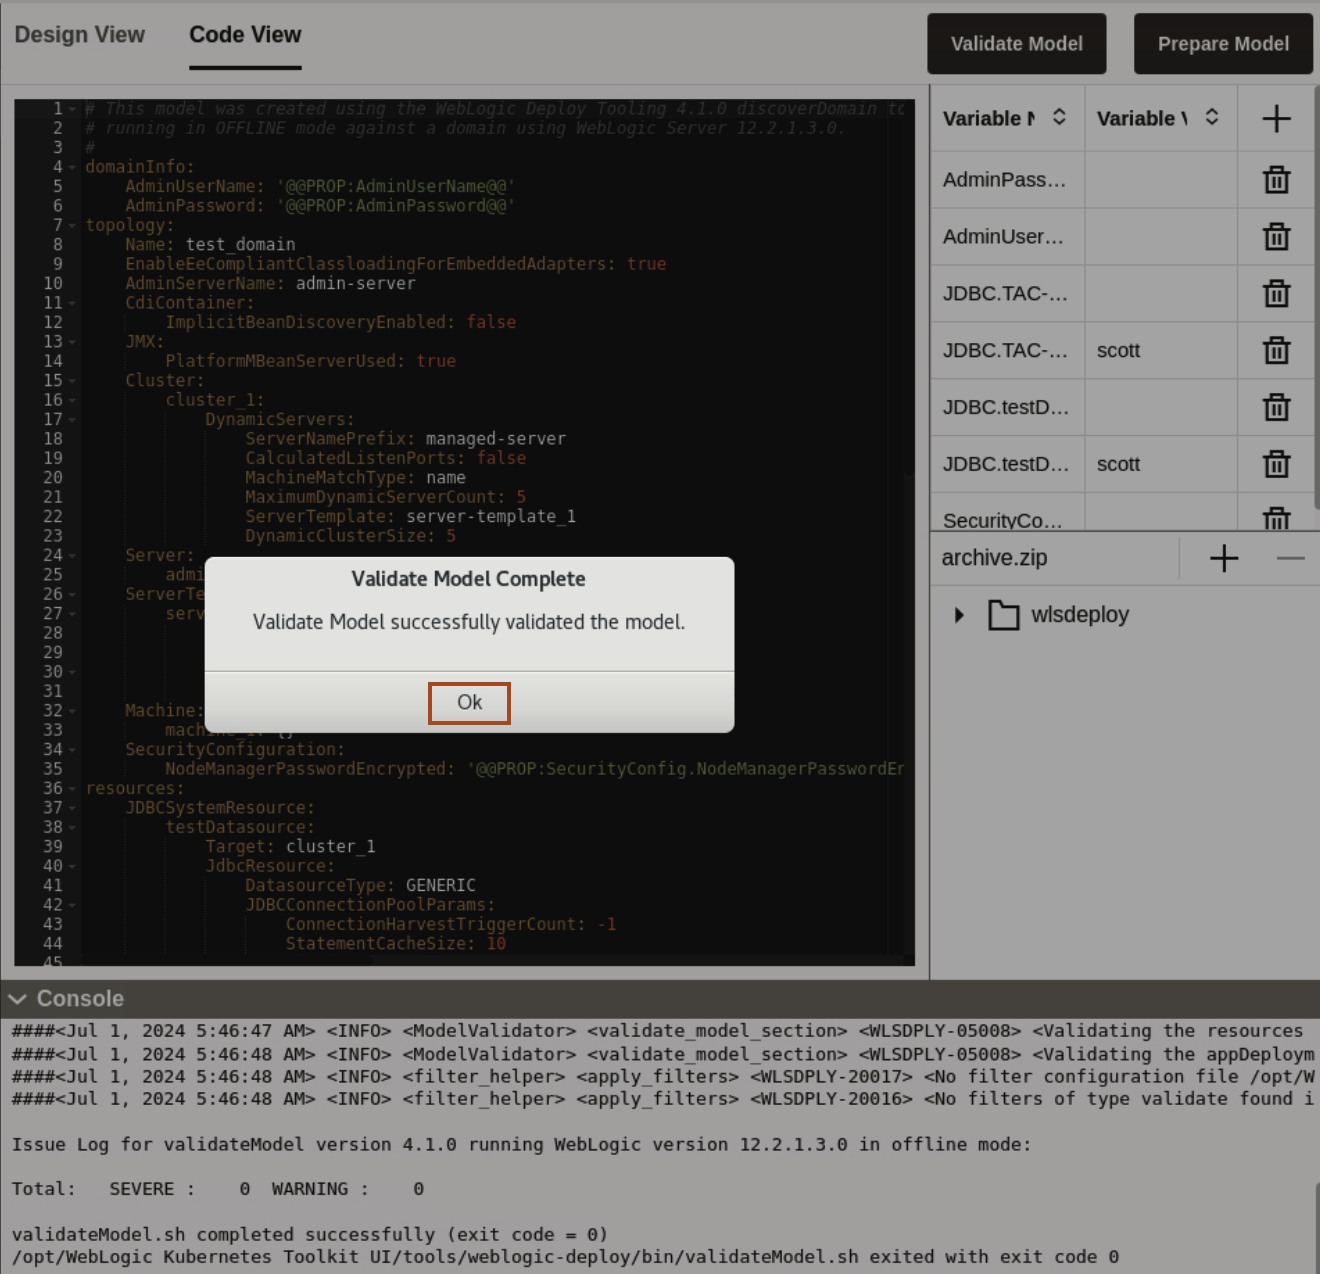 Design View
Code View
Validate Model
Prepare Model
1 # This model was created using the WebLogic Deploy Tooling 4.1.0 discoverDomain to
2 # running in OFFLINE mode against a domain using WebLogic Server 12.2.1.3.0.
3 #
4 domainInfo:
5 AdminUserName: '@@PROP:AdminUserName@@'
6 AdminPassword: '@@PROP:AdminPassword@@'
7 topology:
8 Name: test_domain
9 EnableEeCompliantClassloadingForEmbeddedAdapters: true
10 AdminServerName: admin-server
11 CdiContainer:
12 ImplicitBeanDiscoveryEnabled: false
13 JMX:
14 PlatformMBeanServerUsed: true
15 Cluster:
16 cluster_1:
17 DynamicServers:
18 ServerNamePrefix: managed-server
19 CalculatedListenPorts: false
20 MachineMatchType: name
21 MaximumDynamicServerCount: 5
22 ServerTemplate: server-template_1
23 DynamicClusterSize: 5
24 Server:
25 admi
26 ServerTe
27 serv
28
29
30
31
32 Machine:
33 machine_1: {}
34 SecurityConfiguration:
35 NodeManagerPasswordEncrypted: '@@PROP:SecurityConfig.NodeManagerPasswordEn
36 resources:
37 JDBCSystemResource:
38 testDatasource:
39 Target: cluster_1
40 JdbcResource:
41 DatasourceType: GENERIC
42 JDBCConnectionPoolParams:
43 ConnectionHarvestTriggerCount: -1
44 StatementCacheSize: 10
45
Validate Model Complete
Validate Model successfully validated the model.
Ok
Variable N Variable V
AdminPass...
AdminUser...
JDBC.TAC-...
JDBC.TAC-... scott
JDBC.testD...
JDBC.testD... scott
SecurityCo...
archive.zip
wlsdeploy
Console
####<Jul 1, 2024 5:46:47 AM> <INFO> <ModelValidator> <validate_model_section> <WLSDPLY-05008> <Validating the resources
####<Jul 1, 2024 5:46:48 AM> <INFO> <ModelValidator> <validate_model_section> <WLSDPLY-05008> <Validating the appDeploym
####<Jul 1, 2024 5:46:48 AM> <INFO> <filter_helper> <apply_filters> <WLSDPLY-20017> <No filter configuration file /opt/W
####<Jul 1, 2024 5:46:48 AM> <INFO> <filter_helper> <apply_filters> <WLSDPLY-20016> <No filters of type validate found i
Issue Log for validateModel version 4.1.0 running WebLogic version 12.2.1.3.0 in offline mode:
Total: SEVERE : 0 WARNING : 0
validateModel.sh completed successfully (exit code = 0)
/opt/WebLogic Kubernetes Toolkit UI/tools/weblogic-deploy/bin/validateModel.sh exited with exit code 0